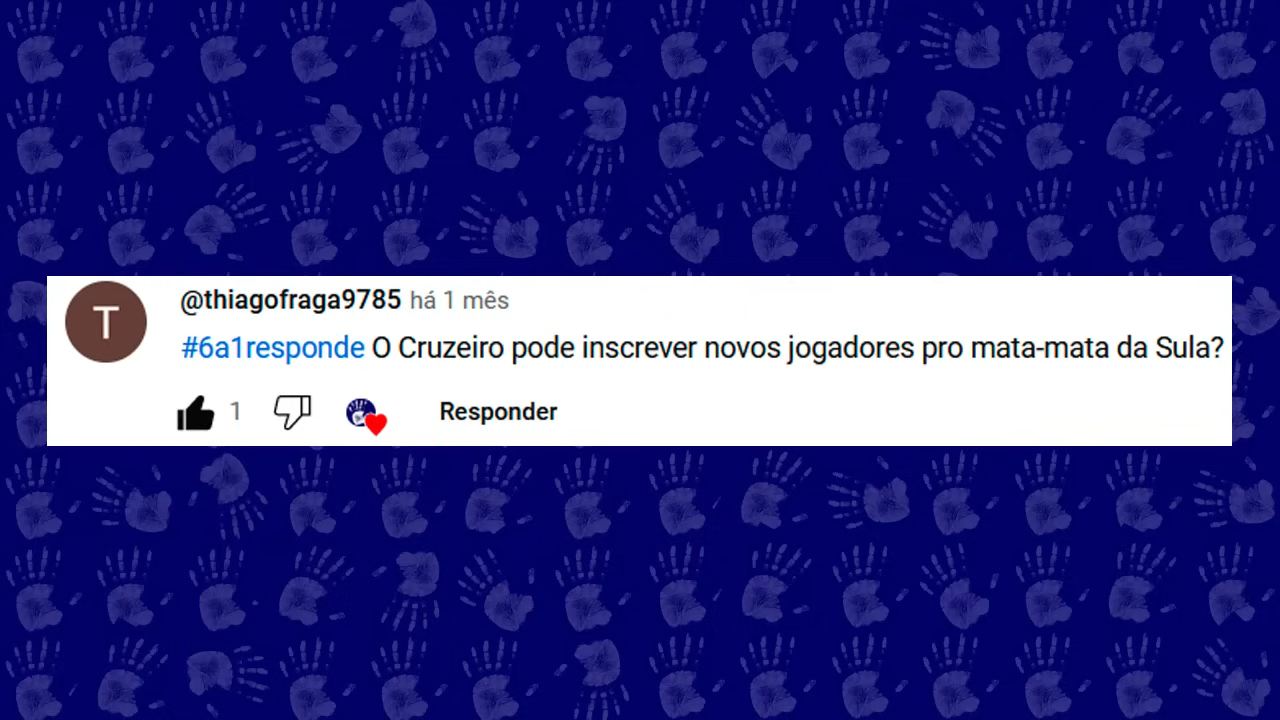 T
@thiagofraga9785 há 1 mês
#6a1responde O Cruzeiro pode inscrever novos jogadores pro mata-mata da Sula?
1
Responder